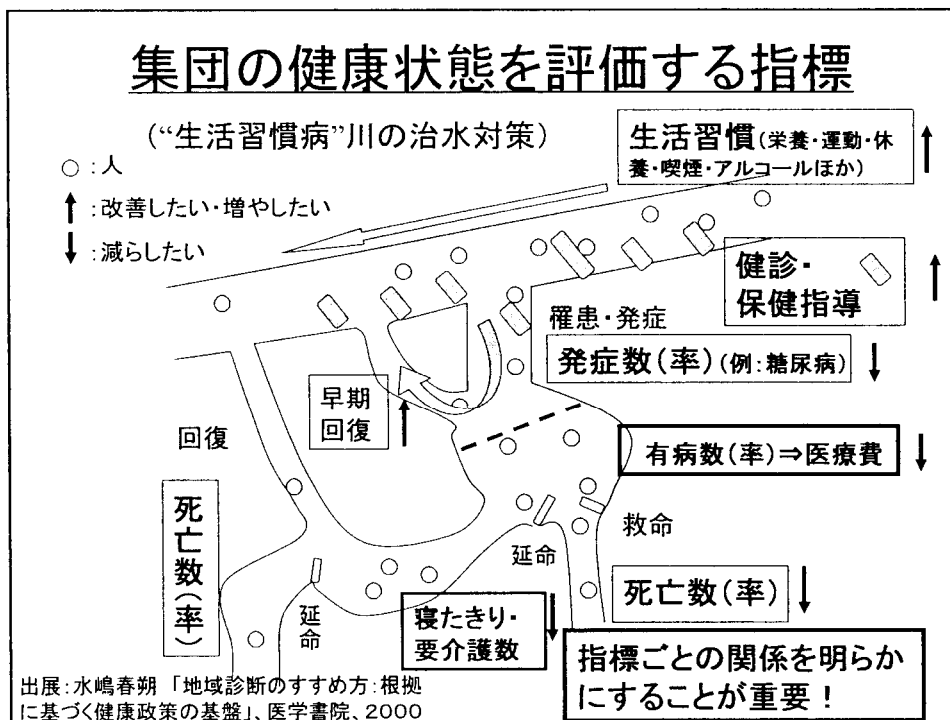 集団の健康状態を評価する指標
（“生活習慣病”川の治水対策）
○：人
↑：改善したい・増やしたい
↓：減らしたい
生活習慣（栄養・運動・休
養・喫煙・アルコールほか）
健診・
保健指導
罹患・発症
発症数（率）（例：糖尿病）
早期
回復
回復
有病数（率）⇒医療費
救命
延命
死亡数（率）
死亡数（率）
延命
寝たきり・
要介護数
指標ごとの関係を明らか
にすることが重要！
出展：水嶋春朔 「地域診断のすすめ方：根拠
に基づく健康政策の基盤」、医学書院、2000